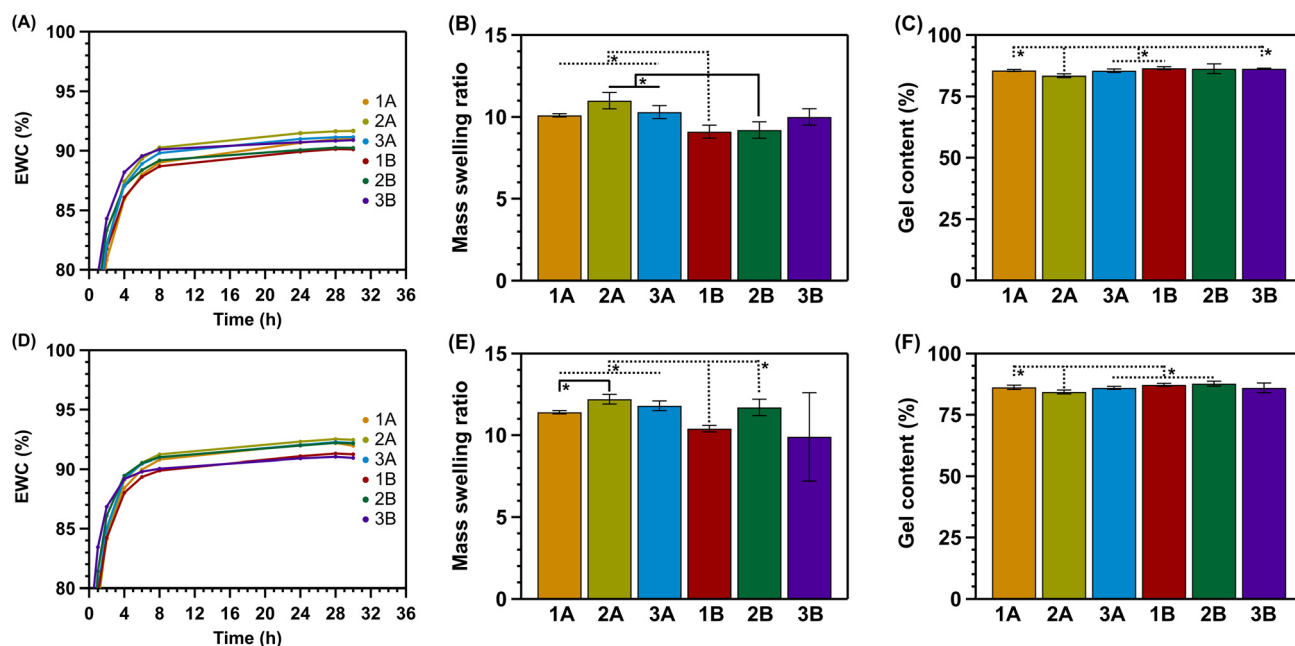 (A)
100
95
90
85
80
EWC (%)
0 4 8 12 16 20 24 28 32 36
Time (h)
1A
2A
3A
1B
2B
3B
(B)
15
10
5
0
Mass swelling ratio
* *
1A 2A 3A 1B 2B 3B
(C)
100
75
50
25
0
Gel content (%)
* * *
1A 2A 3A 1B 2B 3B
(D)
100
95
90
85
80
EWC (%)
0 4 8 12 16 20 24 28 32 36
Time (h)
1A
2A
3A
1B
2B
3B
(E)
15
10
5
0
Mass swelling ratio
* * *
1A 2A 3A 1B 2B 3B
(F)
100
75
50
25
0
Gel content (%)
* *
1A 2A 3A 1B 2B 3B